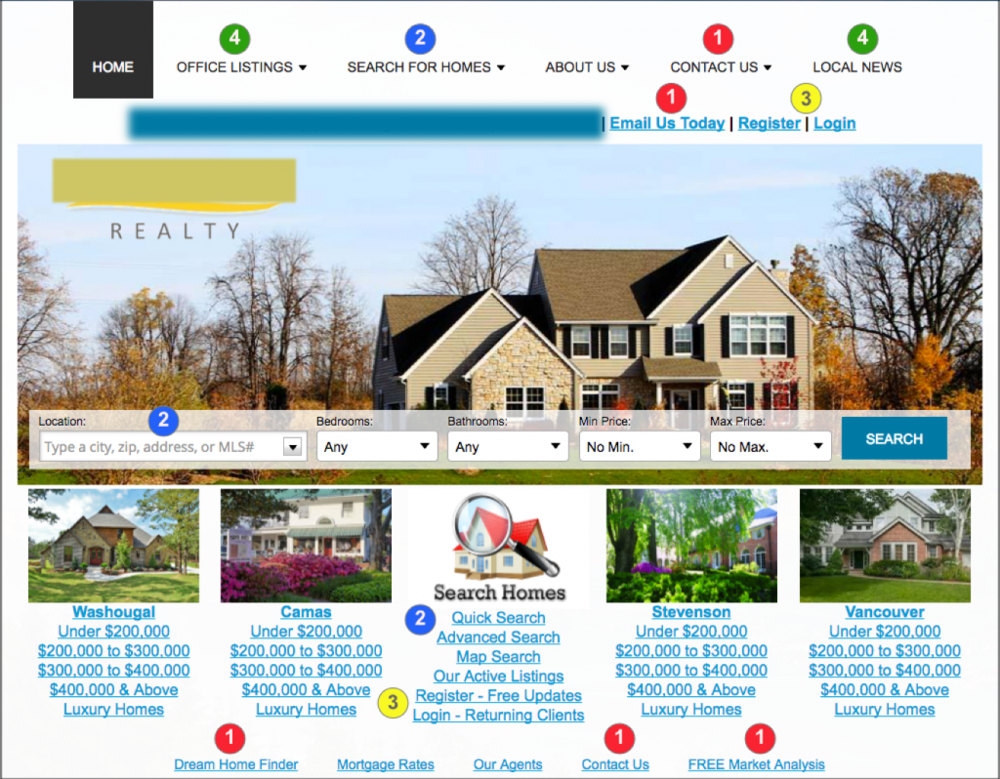 4 2 1 4
HOME OFFICE LISTINGS SEARCH FOR HOMES ABOUT US CONTACT US LOCAL NEWS
1 3
| Email Us Today | Register | Login
REALTY
Location: 2 Bedrooms: Bathrooms: Min Price: Max Price:
Type a city, zip, address, or MLS# Any Any No Min. No Max. SEARCH
Washougal
Under $200,000
$200,000 to $300,000
$300,000 to $400,000
$400,000 & Above
Luxury Homes
Camas
Under $200,000
$200,000 to $300,000
$300,000 to $400,000
$400,000 & Above
Luxury Homes
Search Homes
2 Quick Search
Advanced Search
Map Search
Our Active Listings
3 Register - Free Updates
Login - Returning Clients
Stevenson
Under $200,000
$200,000 to $300,000
$300,000 to $400,000
$400,000 & Above
Luxury Homes
Vancouver
Under $200,000
$200,000 to $300,000
$300,000 to $400,000
$400,000 & Above
Luxury Homes
1 1 1
Dream Home Finder Mortgage Rates Our Agents Contact Us FREE Market Analysis